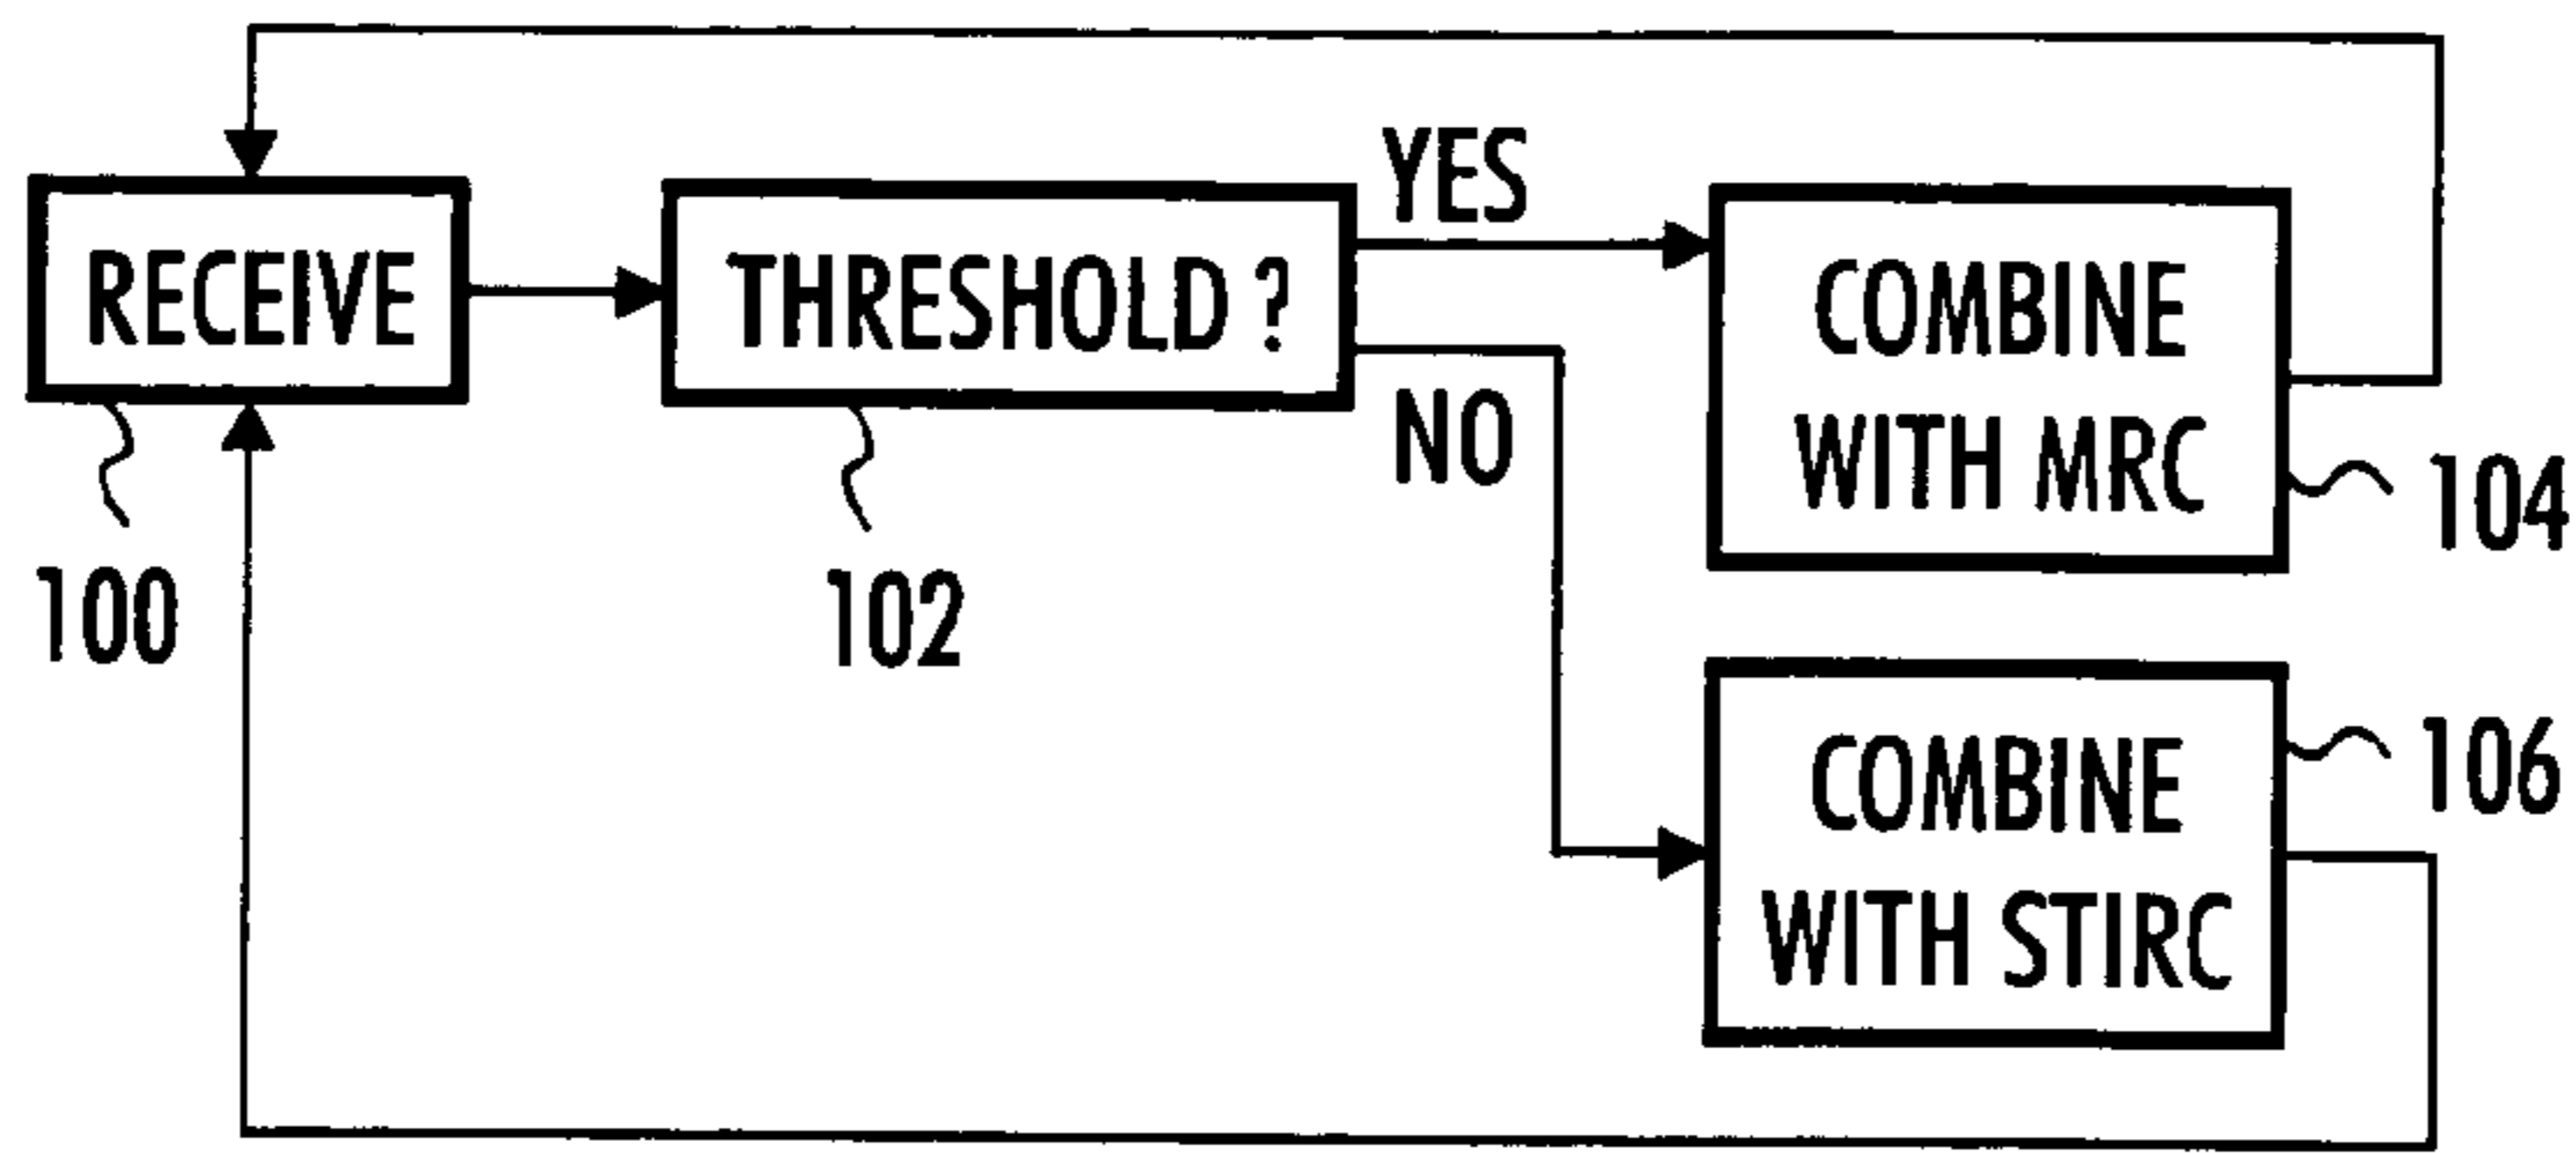 RECEIVE
100
THRESHOLD ?
102
YES
NO
COMBINE
WITH MRC
104
COMBINE
WITH STIRC
106